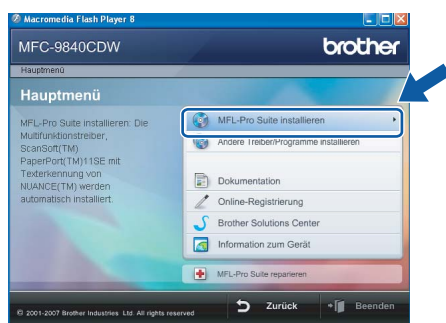 Macromedia Flash Player 8
MFC-9840CDW
brother
Hauptmenü
Hauptmenü
MFL-Pro Suite installieren: Die
Multifunktionstreiber,
ScanSoft(TM)
PaperPort(TM)11SE mit
Texterkennung von
NUANCE(TM) werden
automatisch installiert.
MFL-Pro Suite installieren
Andere Treiber/Programme installieren
Dokumentation
Online-Registrierung
Brother Solutions Center
Information zum Gerät
MFL-Pro Suite reparieren
© 2001-2007 Brother Industries Ltd. All rights reserved
Zurück
Beenden